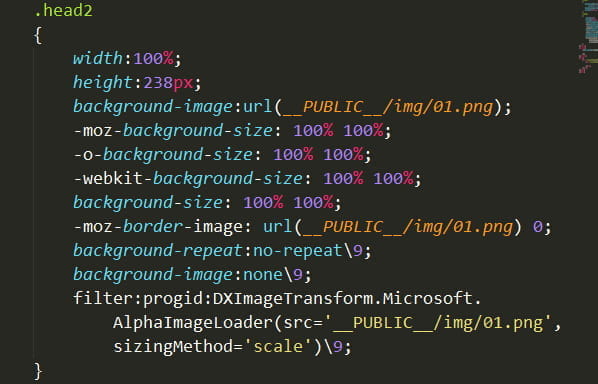 .head2
{
width:100%;
height:238px;
background-image:url(__PUBLIC__/img/01.png);
-moz-background-size: 100% 100%;
-o-background-size: 100% 100%;
-webkit-background-size: 100% 100%;
background-size: 100% 100%;
-moz-border-image: url(__PUBLIC__/img/01.png) 0;
background-repeat:no-repeat\9;
background-image:none\9;
filter:progid:DXImageTransform.Microsoft.
AlphaImageLoader(src='__PUBLIC__/img/01.png',
sizingMethod='scale')\9;
}